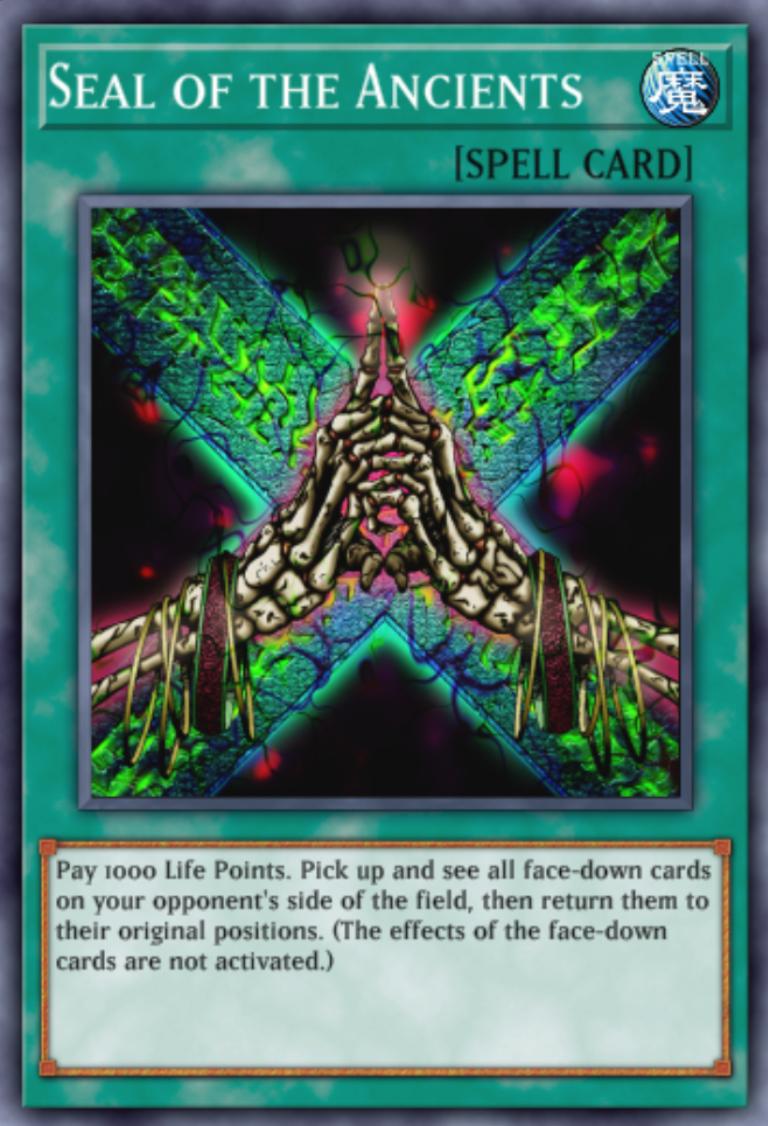 Seal of the Ancients
SPELL
魔
[SPELL CARD]
Pay 1000 Life Points. Pick up and see all face-down cards
on your opponent's side of the field, then return them to
their original positions. (The effects of the face-down
cards are not activated.)